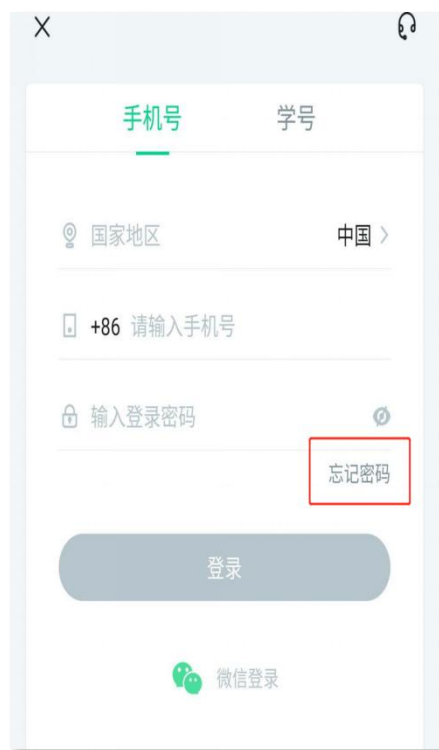 手机号 学号
国家地区 中国
+86 请输入手机号
输入登录密码
忘记密码
登录
微信登录